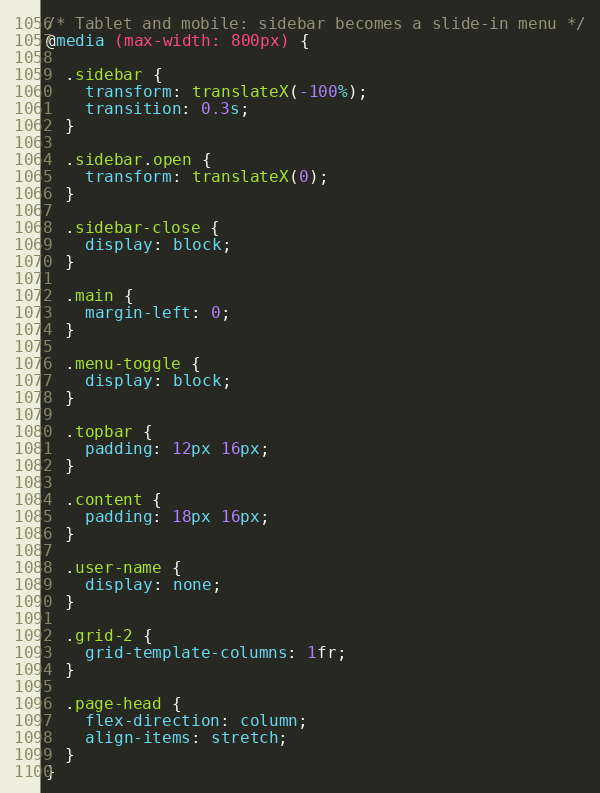 1056 /* Tablet and mobile: sidebar becomes a slide-in menu */
1057 @media (max-width: 800px) {
1058
1059   .sidebar {
1060     transform: translateX(-100%);
1061     transition: 0.3s;
1062   }
1063
1064   .sidebar.open {
1065     transform: translateX(0);
1066   }
1067
1068   .sidebar-close {
1069     display: block;
1070   }
1071
1072   .main {
1073     margin-left: 0;
1074   }
1075
1076   .menu-toggle {
1077     display: block;
1078   }
1079
1080   .topbar {
1081     padding: 12px 16px;
1082   }
1083
1084   .content {
1085     padding: 18px 16px;
1086   }
1087
1088   .user-name {
1089     display: none;
1090   }
1091
1092   .grid-2 {
1093     grid-template-columns: 1fr;
1094   }
1095
1096   .page-head {
1097     flex-direction: column;
1098     align-items: stretch;
1099   }
1100 }